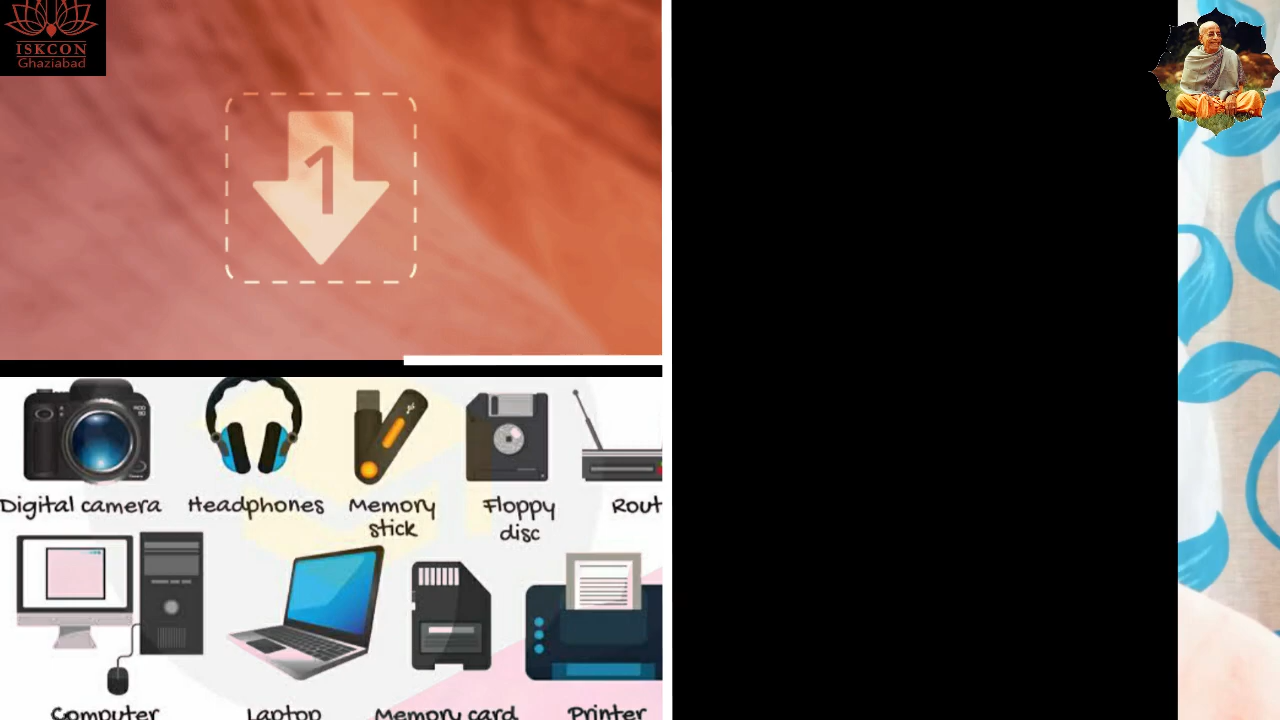 ISKCON
Ghaziabad
1
Digital camera
Headphones
Memory
stick
Floppy
disc
Rout
Computer
Laptop
Memory card
Printer